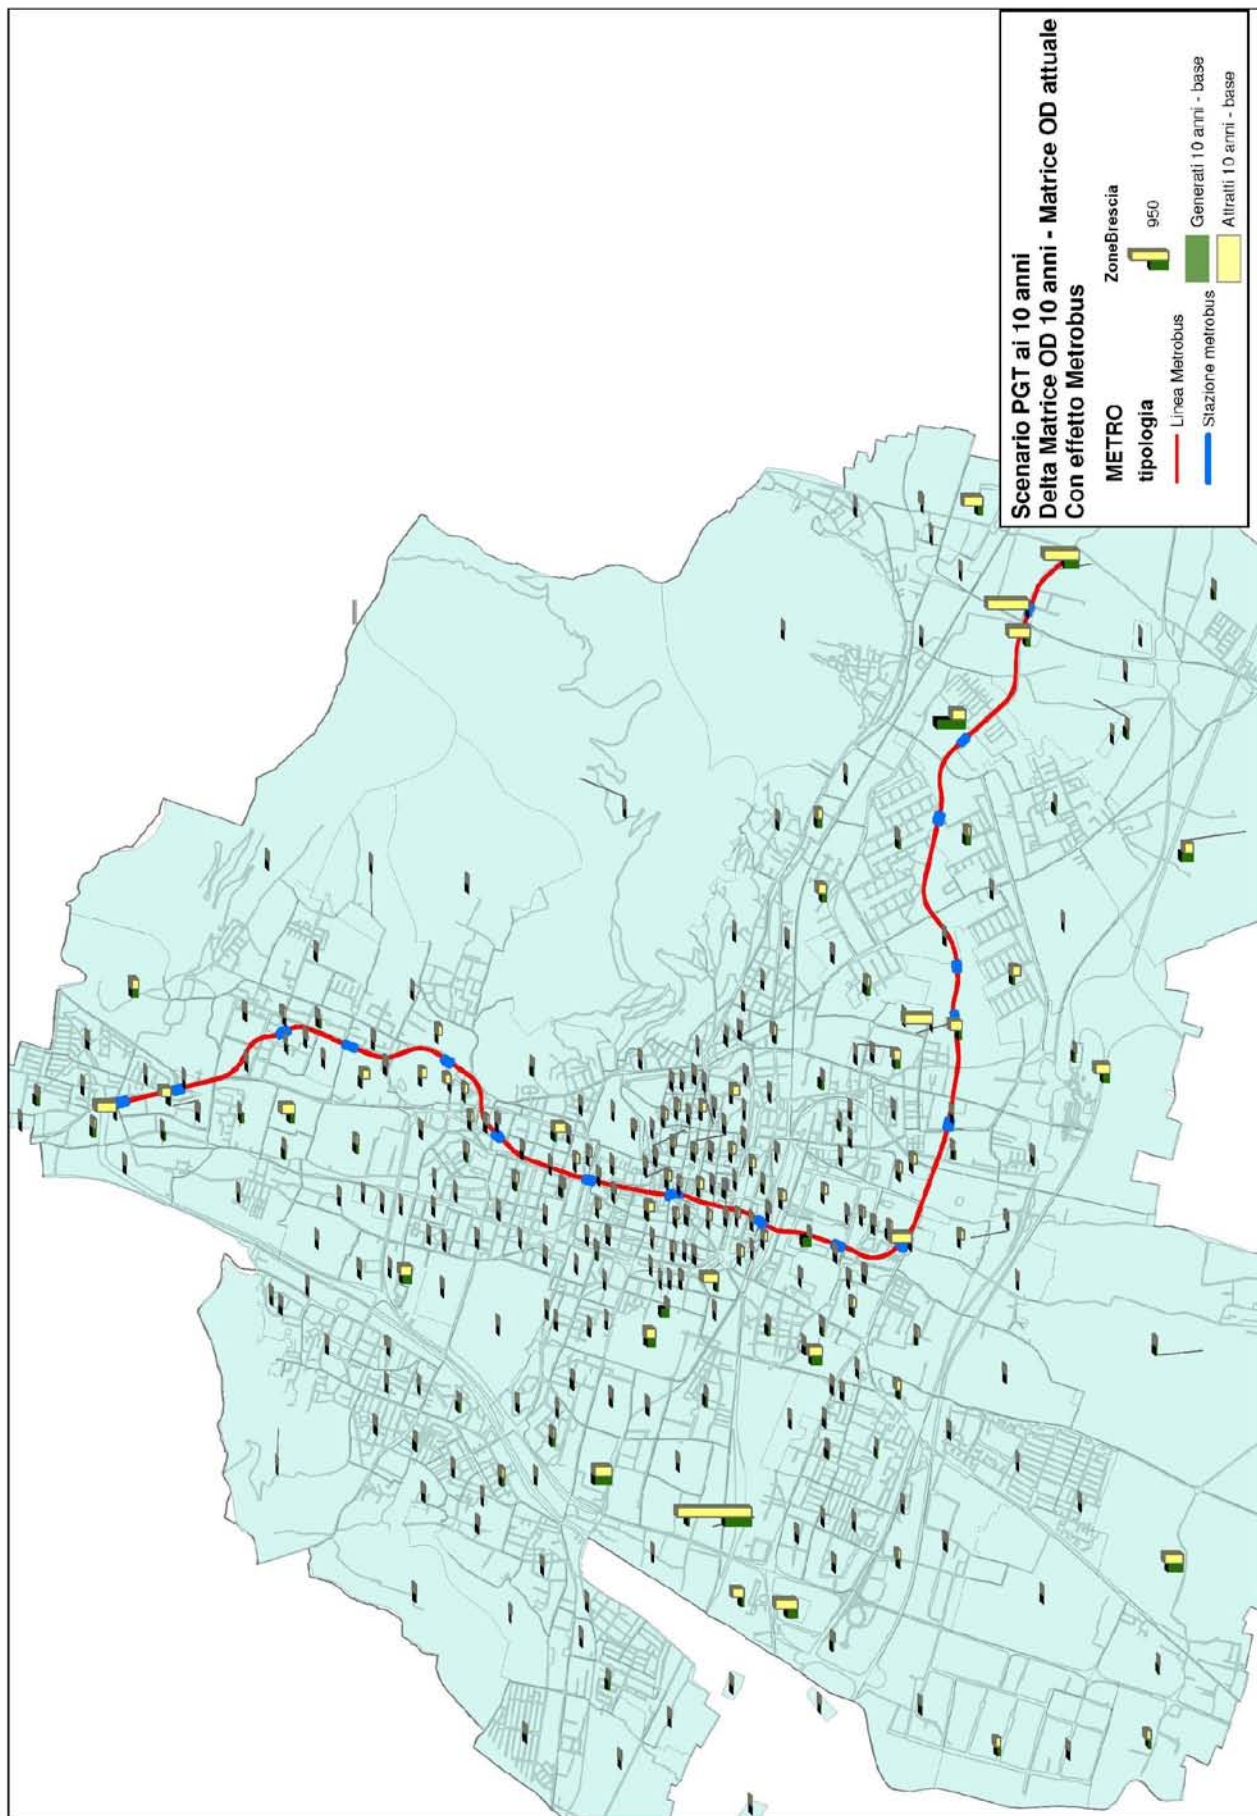 Scenario PGT ai 10 anni
Delta Matrice OD 10 anni - Matrice OD attuale
Con effetto Metrobus
METRO
tipologia
Linea Metrobus
Stazione metrobus
ZoneBrescia
950
Generati 10 anni - base
Attratti 10 anni - base